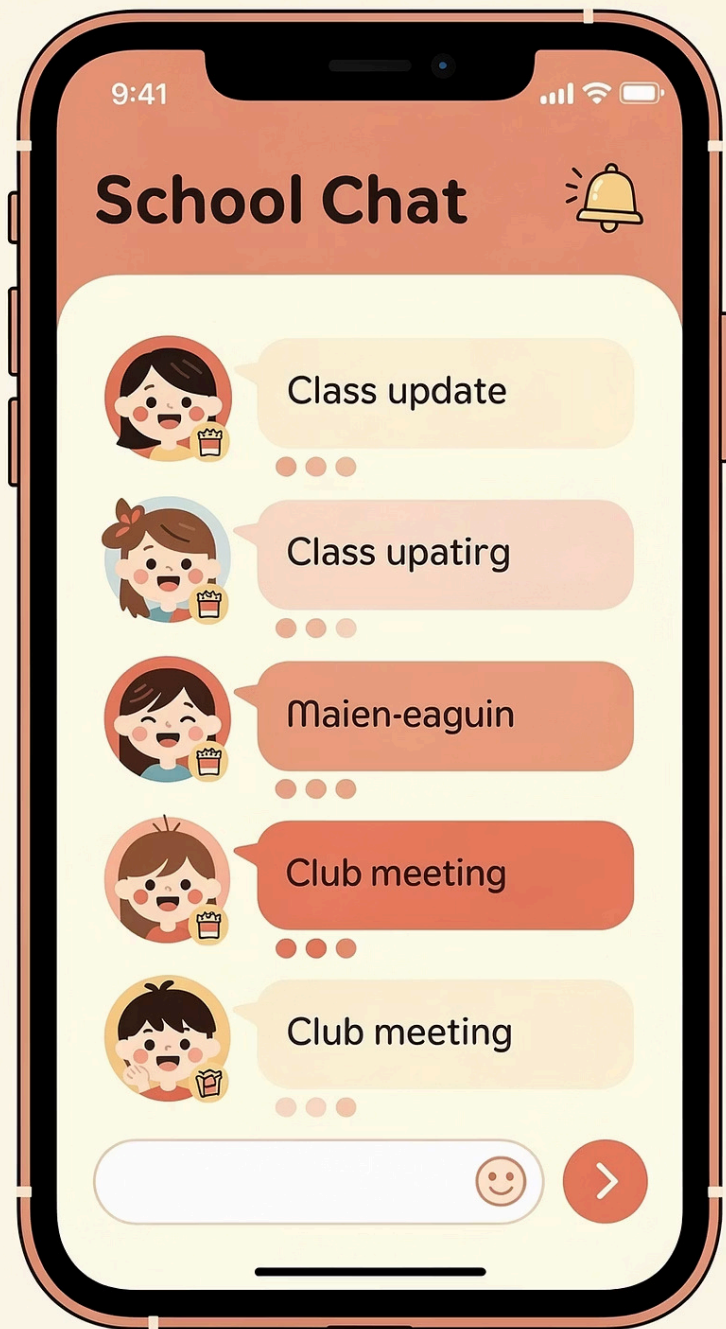 9:41
School Chat
Class update
Class upatirg
Maien-eaguin
Club meeting
Club meeting